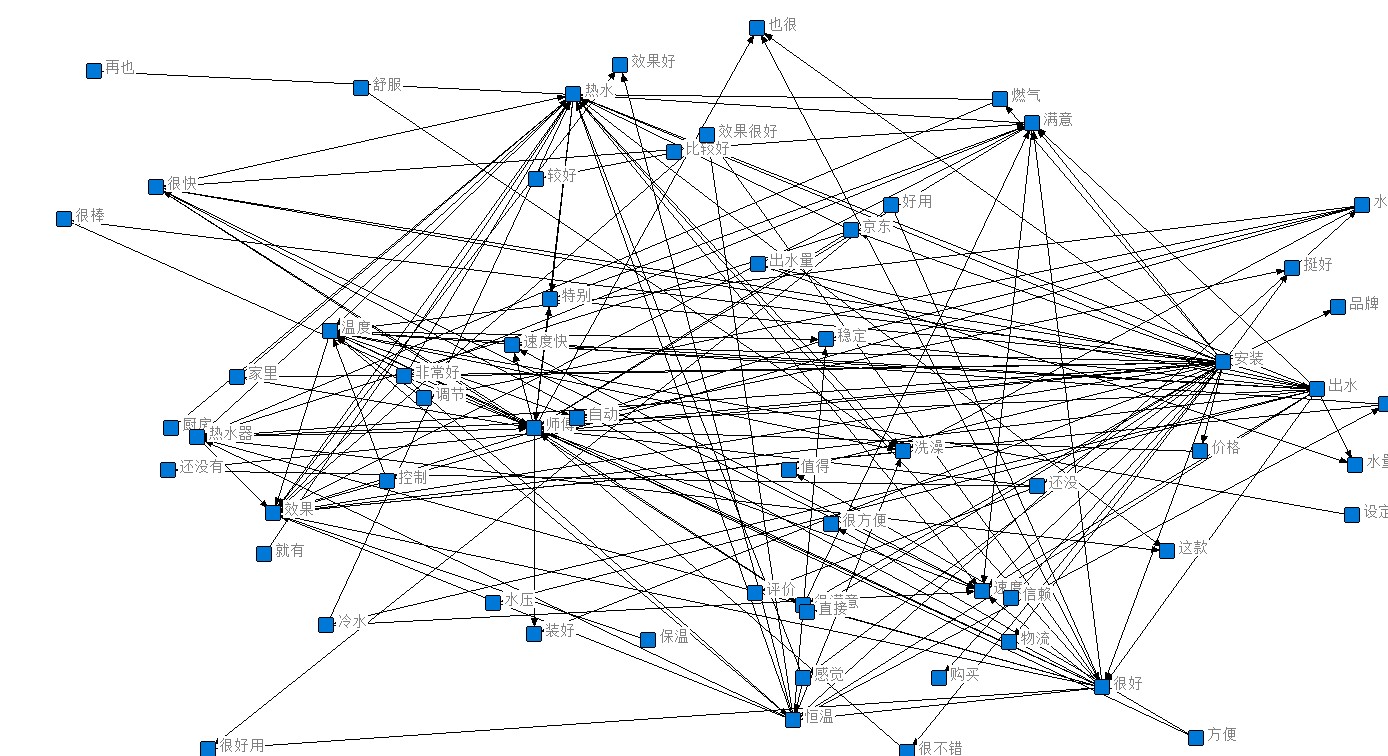 也很
再也
效果好
舒服
热水
燃气
满意
效果很好
比较好
较好
很快
好用
水
很棒
京东
出水量
挺好
特别
品牌
温度
稳定
速度快
安装
家里
非常好
出水
调节
自动
厨房
师傅
热水器
洗澡
价格
还没有
值得
水量
控制
还没
效果
设定
很方便
就有
这款
评价
速度
水压
信赖
直接
冷水
装好
保温
物流
感觉
购买
很好
恒温
方便
很好用
很不错